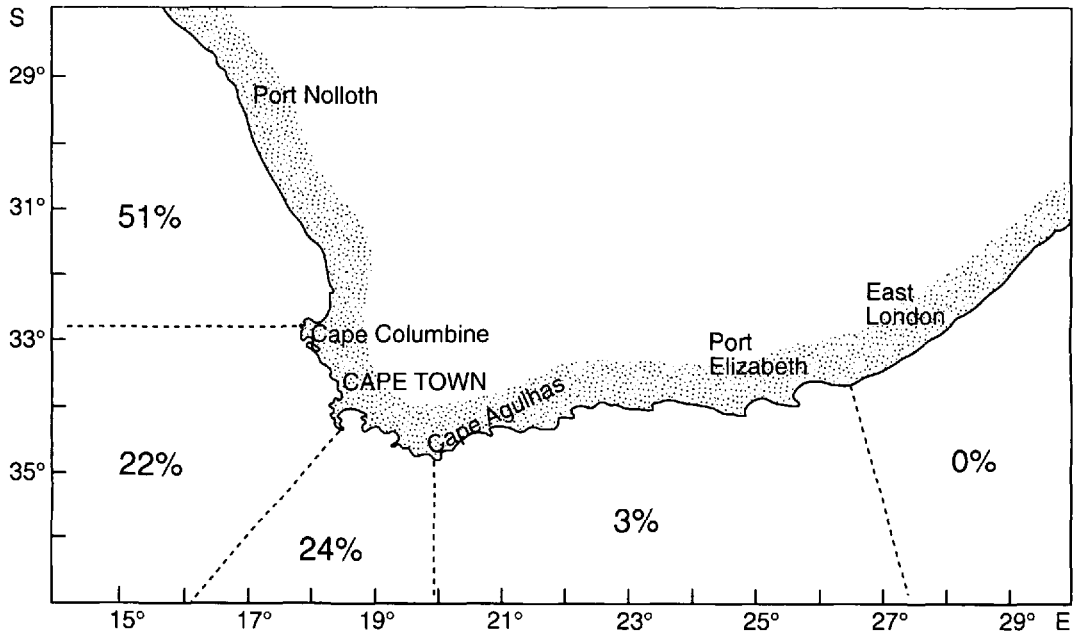 S
29°
Port Nolloth
51%
31°
East
London
33°
Cape Columbine
Port
Elizabeth
CAPE TOWN
Cape Agulhas
35°
22%
0%
3%
24%
15° 17° 19° 21° 23° 25° 27° 29° E